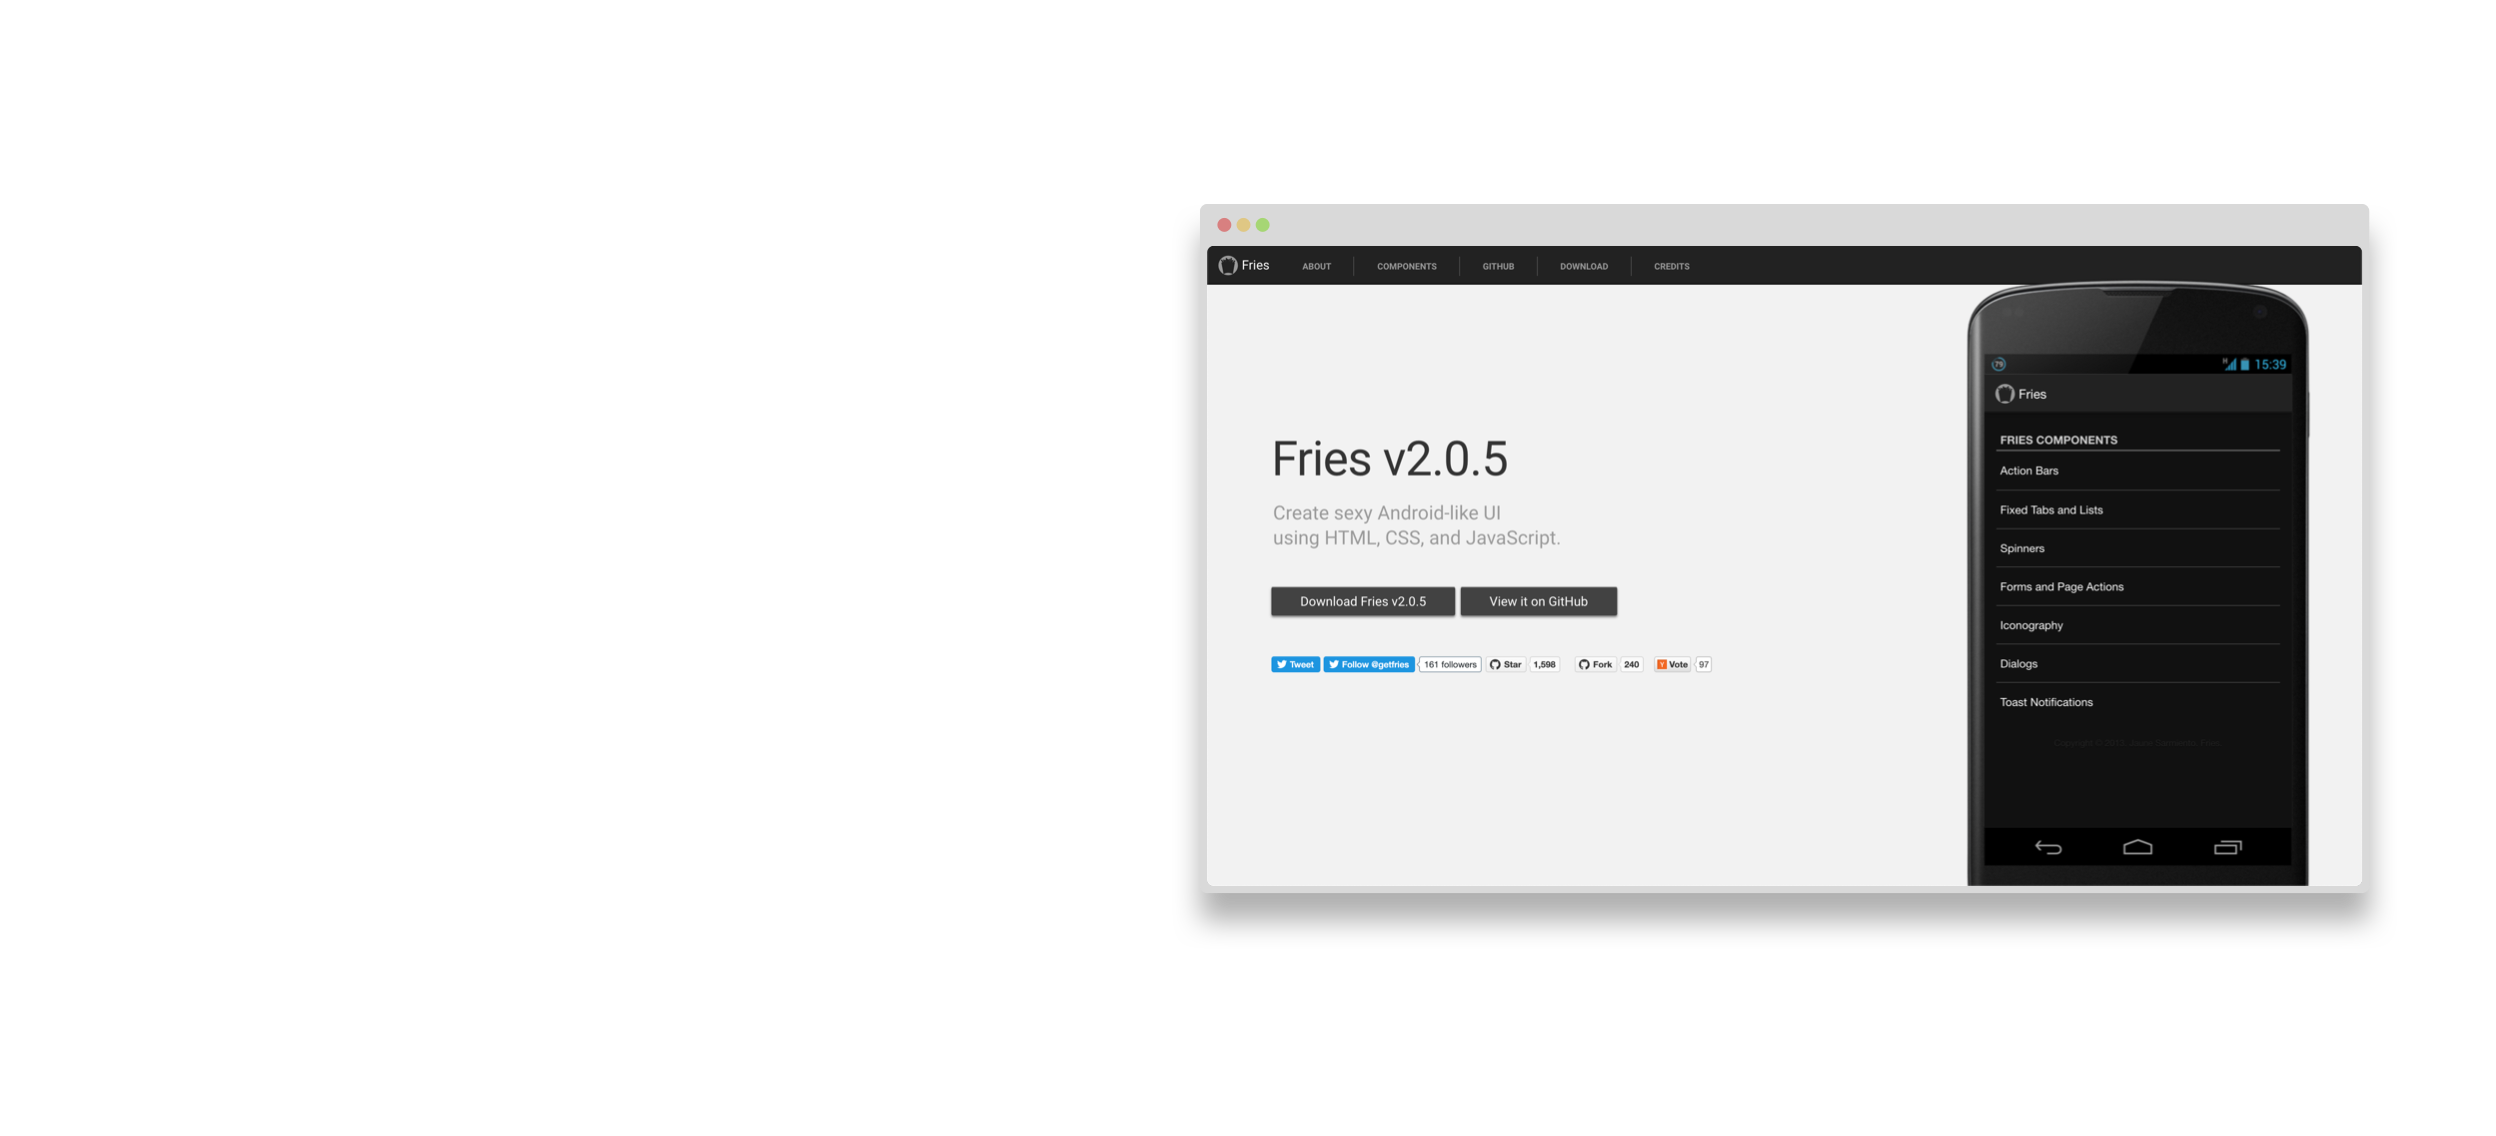 Fries
ABOUT
COMPONENTS
GITHUB
DOWNLOAD
CREDITS
Fries v2.0.5
Create sexy Android-like UI
using HTML, CSS, and JavaScript.
Download Fries v2.0.5
View it on GitHub
Tweet
Follow @getfries
161 followers
Star
1,598
Fork
240
Y
Vote
97
79
H
15:39
Fries
FRIES COMPONENTS
Action Bars
Fixed Tabs and Lists
Spinners
Forms and Page Actions
Iconography
Dialogs
Toast Notifications